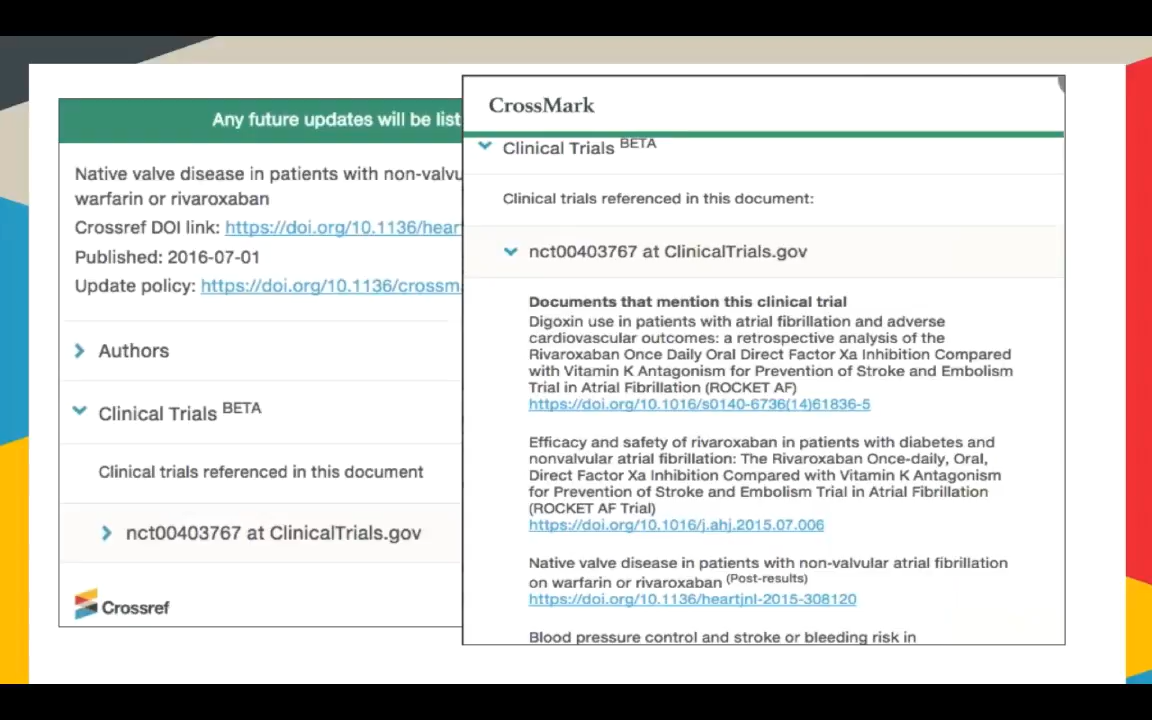 Any future updates will be list
Native valve disease in patients with non-valvu
warfarin or rivaroxaban
Crossref DOI link: https://doi.org/10.1136/hear
Published: 2016-07-01
Update policy: https://doi.org/10.1136/crossm
Authors
Clinical Trials BETA
Clinical trials referenced in this document
nct00403767 at ClinicalTrials.gov
Crossref
CrossMark
Clinical Trials BETA
Clinical trials referenced in this document:
nct00403767 at ClinicalTrials.gov
Documents that mention this clinical trial
Digoxin use in patients with atrial fibrillation and adverse
cardiovascular outcomes: a retrospective analysis of the
Rivaroxaban Once Daily Oral Direct Factor Xa Inhibition Compared
with Vitamin K Antagonism for Prevention of Stroke and Embolism
Trial in Atrial Fibrillation (ROCKET AF)
https://doi.org/10.1016/s0140-6736(14)61836-5
Efficacy and safety of rivaroxaban in patients with diabetes and
nonvalvular atrial fibrillation: The Rivaroxaban Once-daily, Oral,
Direct Factor Xa Inhibition Compared with Vitamin K Antagonism
for Prevention of Stroke and Embolism Trial in Atrial Fibrillation
(ROCKET AF Trial)
https://doi.org/10.1016/j.ahj.2015.07.006
Native valve disease in patients with non-valvular atrial fibrillation
on warfarin or rivaroxaban (Post-results)
https://doi.org/10.1136/heartjnl-2015-308120
Blood pressure control and stroke or bleeding risk in